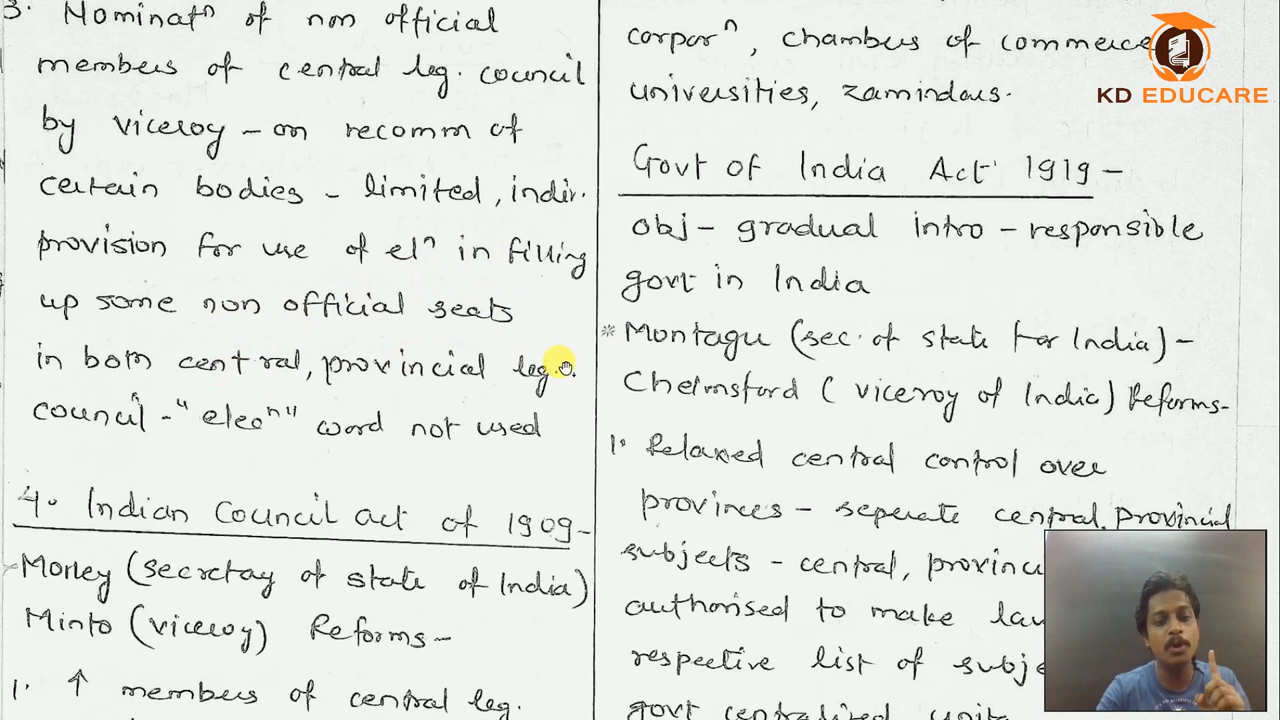 3. Nominatⁿ of non official
members of central leg. council
by viceroy - on recomm of
certain bodies - limited, indir.
provision for use of elⁿ in filling
up some non official seats
in both central, provincial leg.
council - "elecⁿ" word not used
4. Indian Council act of 1909-
Morley (secretay of state of India)
Minto (viceroy) Reforms-
1. ↑ members of central leg.
corporⁿ, chambers of commerce
universities, zamindars.
Govt of India Act 1919-
obj - gradual intro - responsible
govt in India
* Montagu (sec. of state for India) -
Chelmsford (viceroy of India) Reforms-
1. Relaxed central control over
provinces - seperate central, provincial
subjects - central,
authorised to make
respective list of
govt centralized
KD EDUCARE